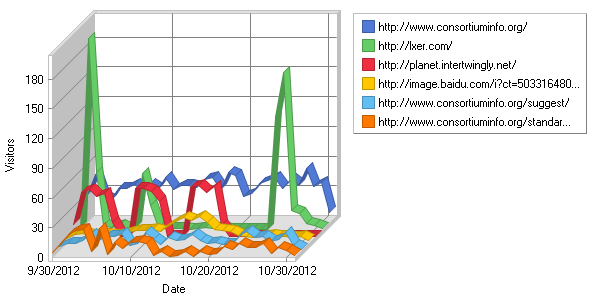 180
150
120
90
60
30
0
Visitors
9/30/2012 10/10/2012 10/20/2012 10/30/2012
Date
http://www.consortiuminfo.org/
http://lxer.com/
http://planet.intertwingly.net/
http://image.baidu.com/i?ct=503316480...
http://www.consortiuminfo.org/suggest/
http://www.consortiuminfo.org/standar...